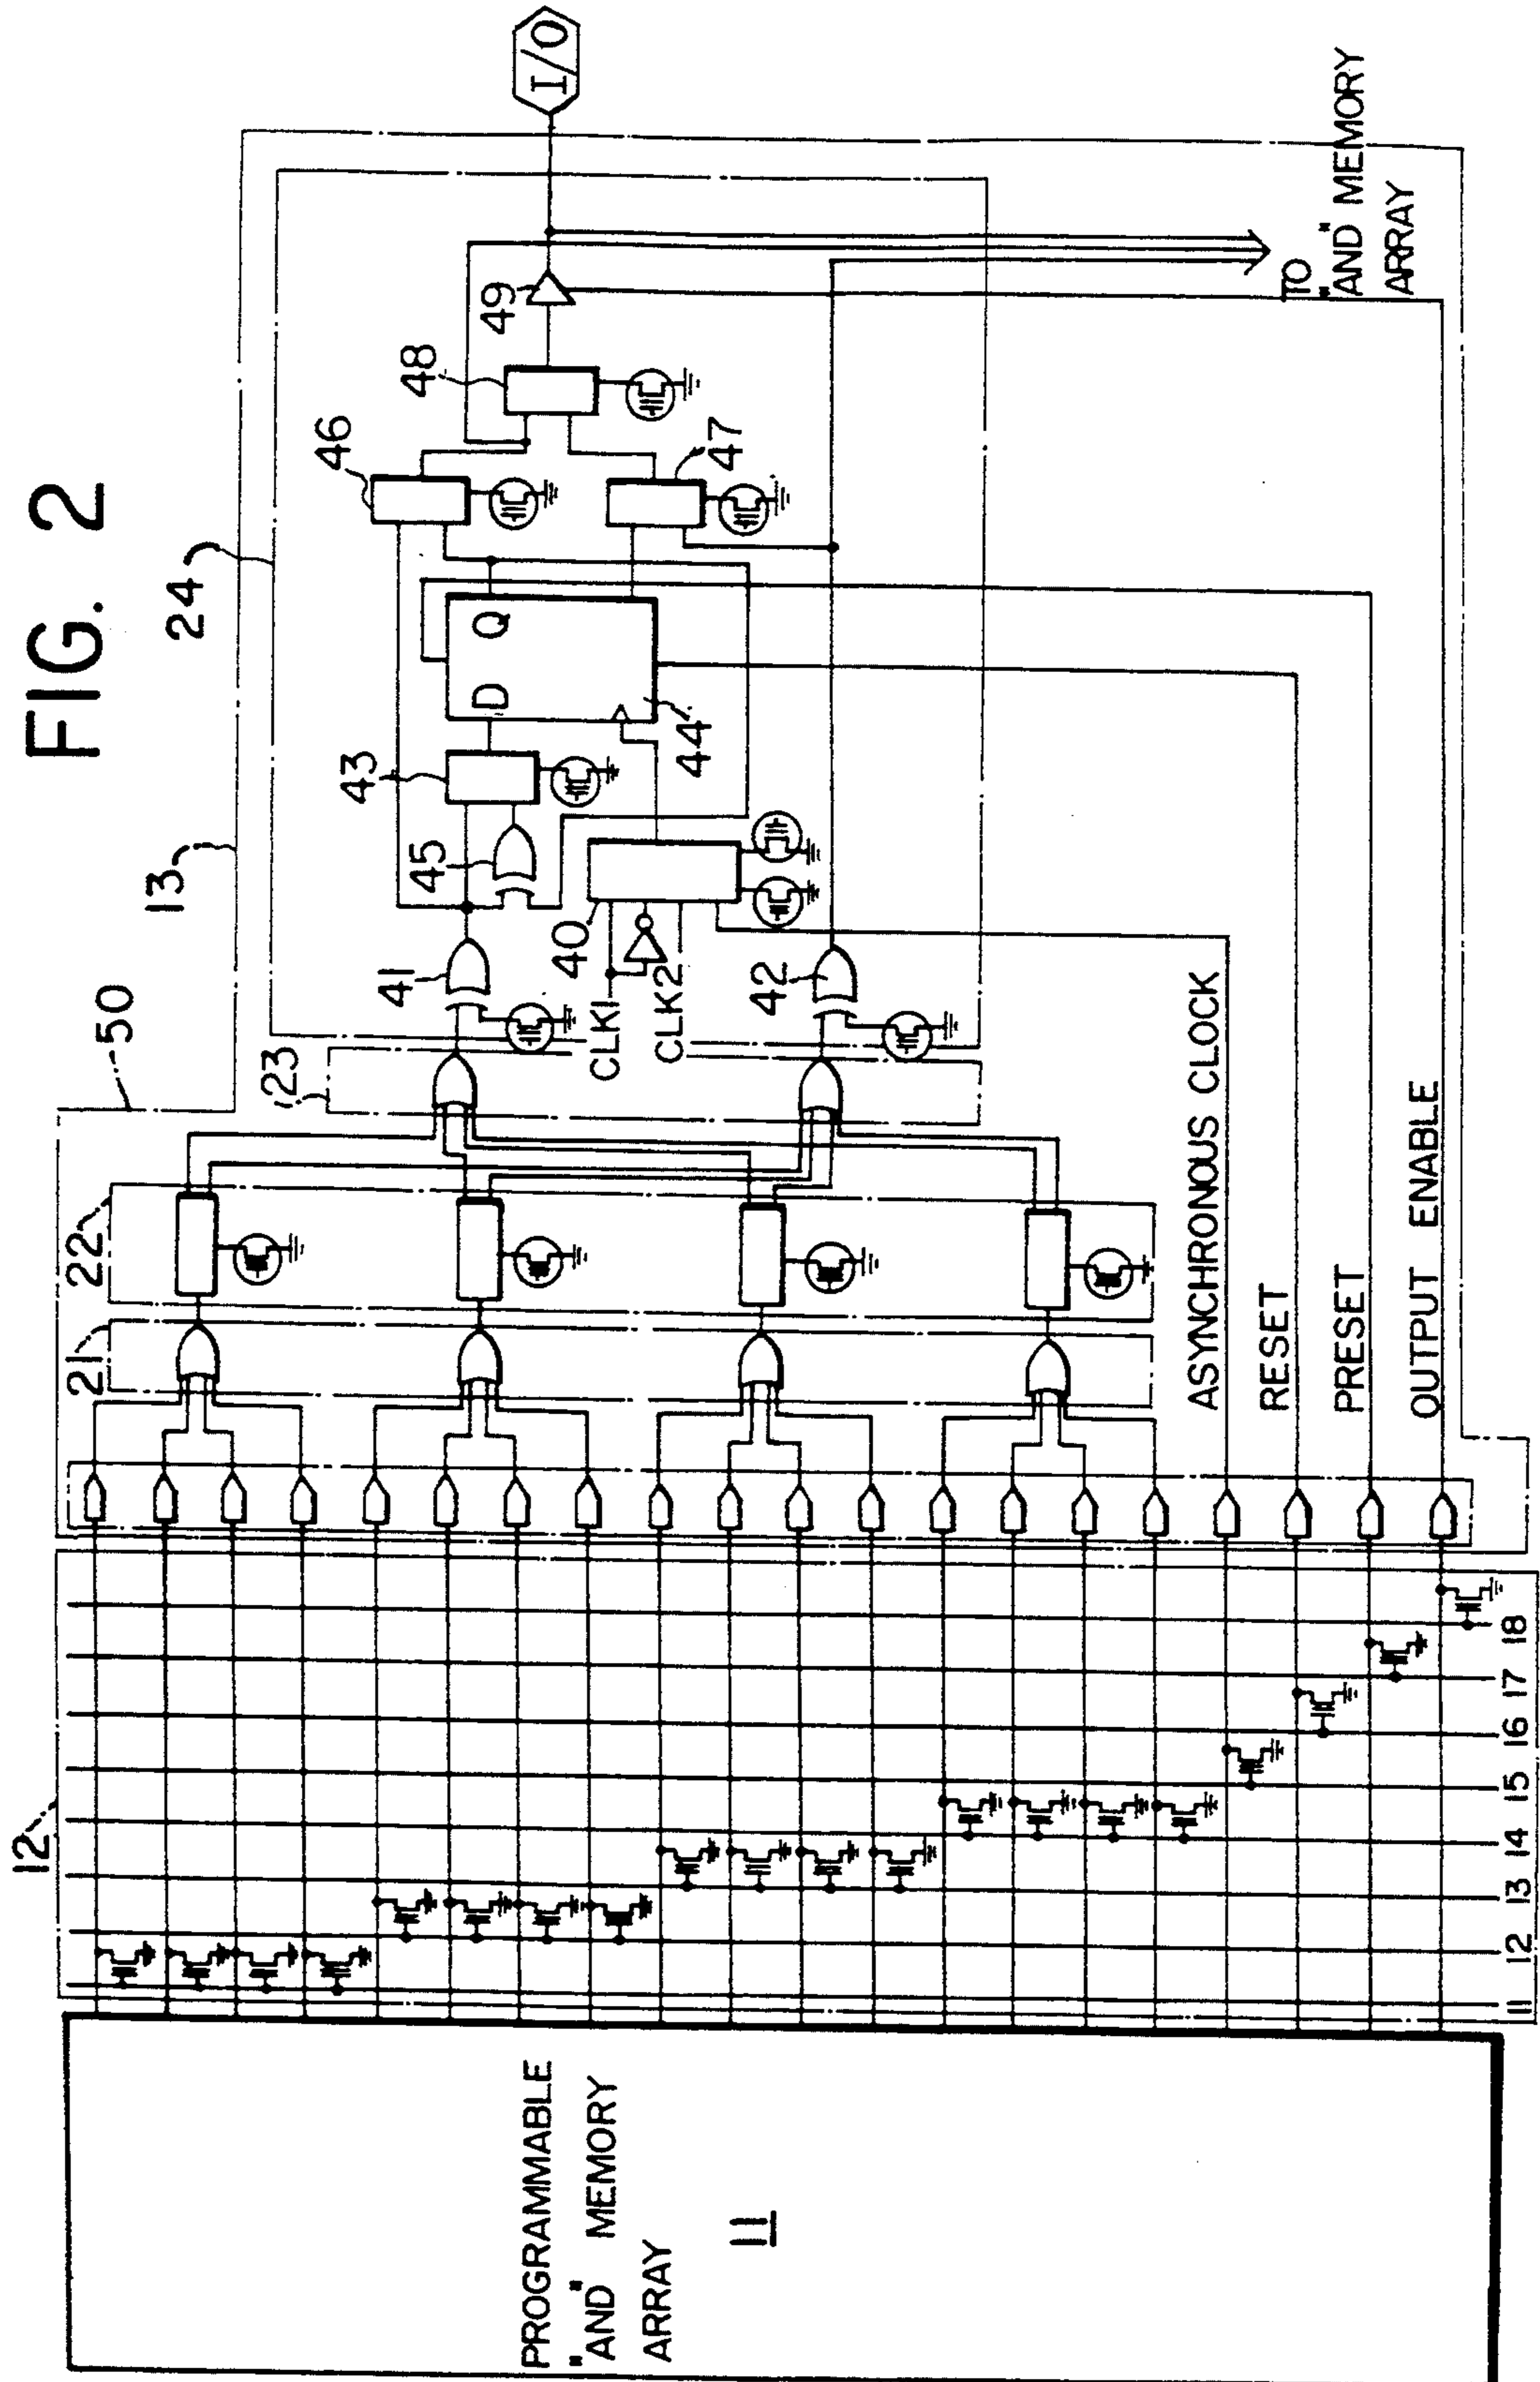 FIG. 2
PROGRAMMABLE
"AND" MEMORY
ARRAY
11
12
11
12
13
14
15
16
17
18
21
22
50
23
13
24
41
42
CLK1
CLK2
40
45
43
44
D
Q
46
47
48
49
I/O
ASYNCHRONOUS CLOCK
RESET
PRESET
OUTPUT ENABLE
TO
"AND" MEMORY
ARRAY